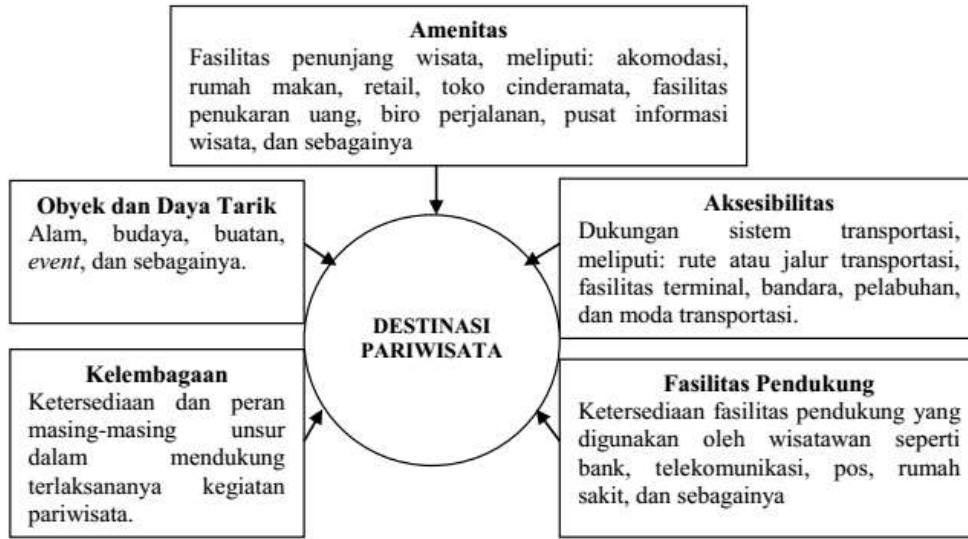 Amenitas
Fasilitas penunjang wisata, meliputi: akomodasi,
rumah makan, retail, toko cinderamata, fasilitas
penukaran uang, biro perjalanan, pusat informasi
wisata, dan sebagainya
Obyek dan Daya Tarik
Alam, budaya, buatan,
event, dan sebagainya.
Aksesibilitas
Dukungan sistem transportasi,
meliputi: rute atau jalur transportasi,
fasilitas terminal, bandara, pelabuhan,
dan moda transportasi.
DESTINASI
PARIWISATA
Kelembagaan
Ketersediaan dan peran
masing-masing unsur
dalam mendukung
terlaksananya kegiatan
pariwisata.
Fasilitas Pendukung
Ketersediaan fasilitas pendukung yang
digunakan oleh wisatawan seperti
bank, telekomunikasi, pos, rumah
sakit, dan sebagainya